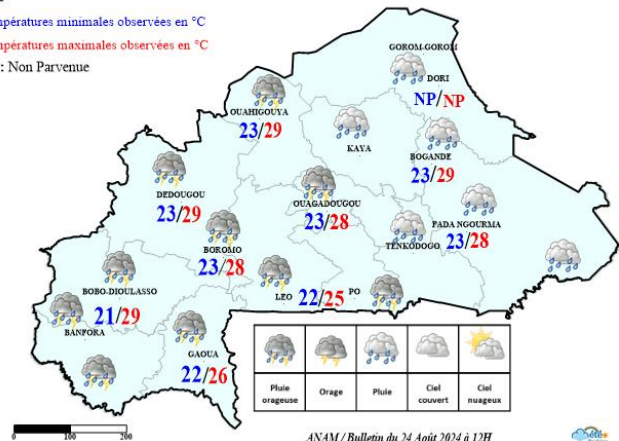 mpératures minimales observées en °C
mpératures maximales observées en °C
: Non Parvenue
GOROM-GOROM
DORI
NP/NP
OUAHIGOUYA
23/29
KAYA
BOGANDE
23/29
DEDOUGOU
23/29
OUAGADOUGOU
23/28
FADA NGOURMA
23/28
TENKODOGO
BOROMO
23/28
BOBO-DIOULASSO
21/29
LEO
22/25
PO
BANFORA
GAOUA
22/26
Pluie orageuse
Orage
Pluie
Ciel couvert
Ciel nuageux
0 100 200
ANAM / Bulletin du 24 Août 2024 à 12H